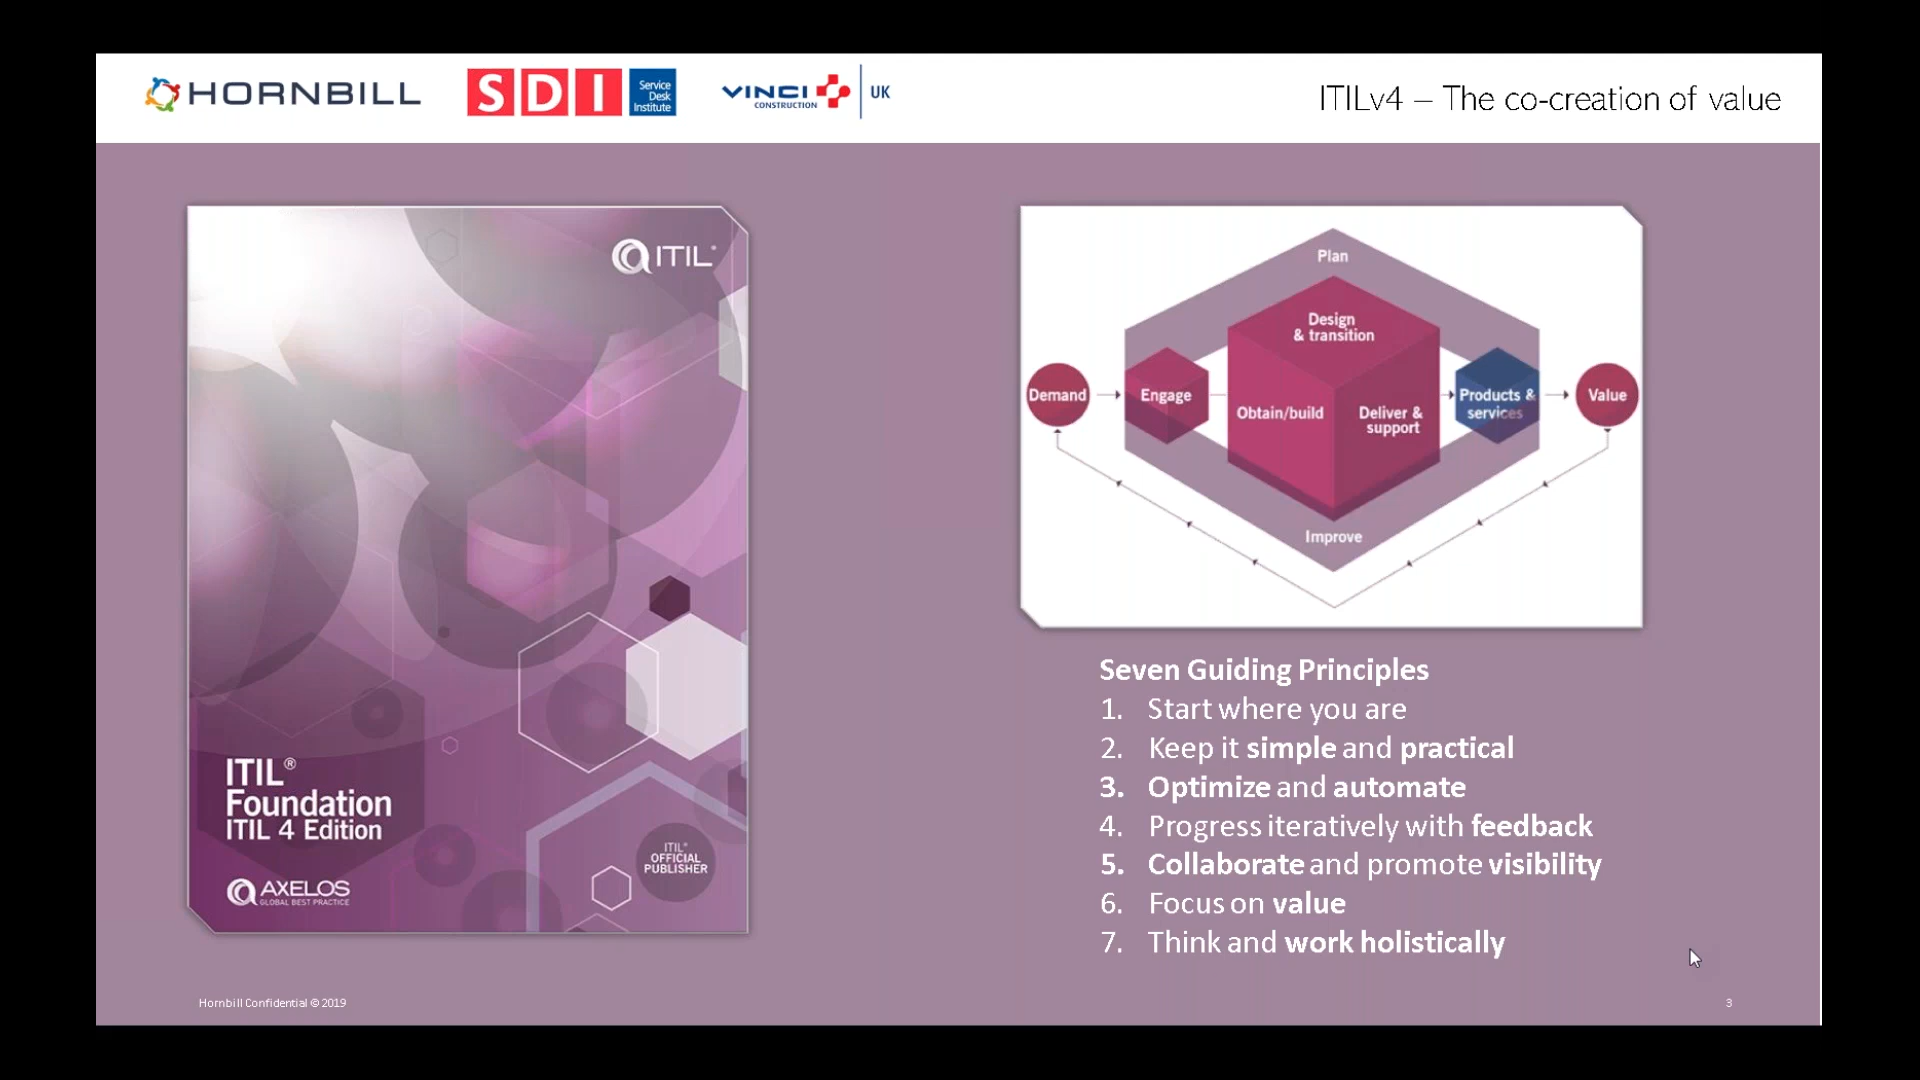 HORNBILL
SDI
Service
Desk
Institute
VINCI
CONSTRUCTION
UK
ITILv4 – The co-creation of value
ITIL®
ITIL®
Foundation
ITIL 4 Edition
AXELOS
GLOBAL BEST PRACTICE
ITIL®
OFFICIAL
PUBLISHER
Plan
Design
& transition
Demand
Engage
Obtain/build
Deliver &
support
Products &
services
Value
Improve
Seven Guiding Principles
1. Start where you are
2. Keep it simple and practical
3. Optimize and automate
4. Progress iteratively with feedback
5. Collaborate and promote visibility
6. Focus on value
7. Think and work holistically
Hornbill Confidential © 2019
3